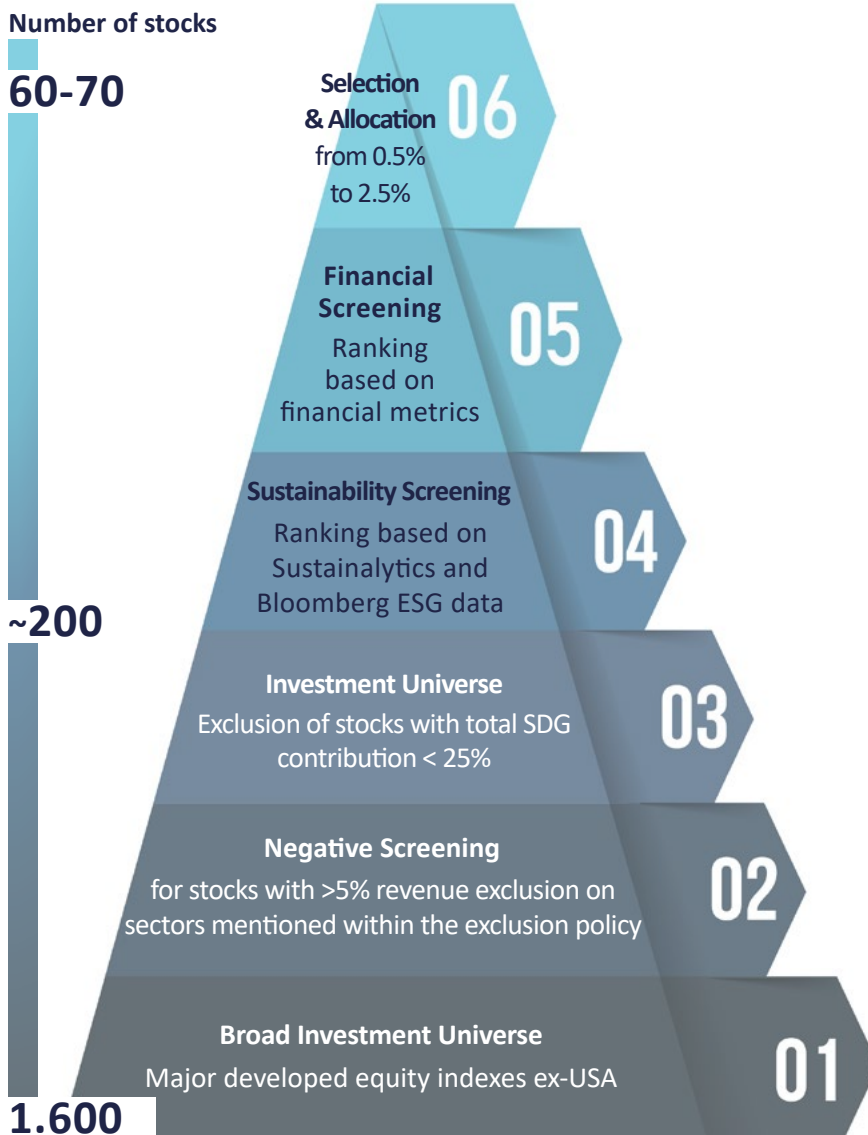 Number of stocks
60-70
Selection
& Allocation
from 0.5%
to 2.5%
06
Financial
Screening
Ranking
based on
financial metrics
05
Sustainability Screening
Ranking based on
Sustainalytics and
Bloomberg ESG data
04
~200
Investment Universe
Exclusion of stocks with total SDG
contribution < 25%
03
Negative Screening
for stocks with >5% revenue exclusion on
sectors mentioned within the exclusion policy
02
Broad Investment Universe
Major developed equity indexes ex-USA
01
1.600